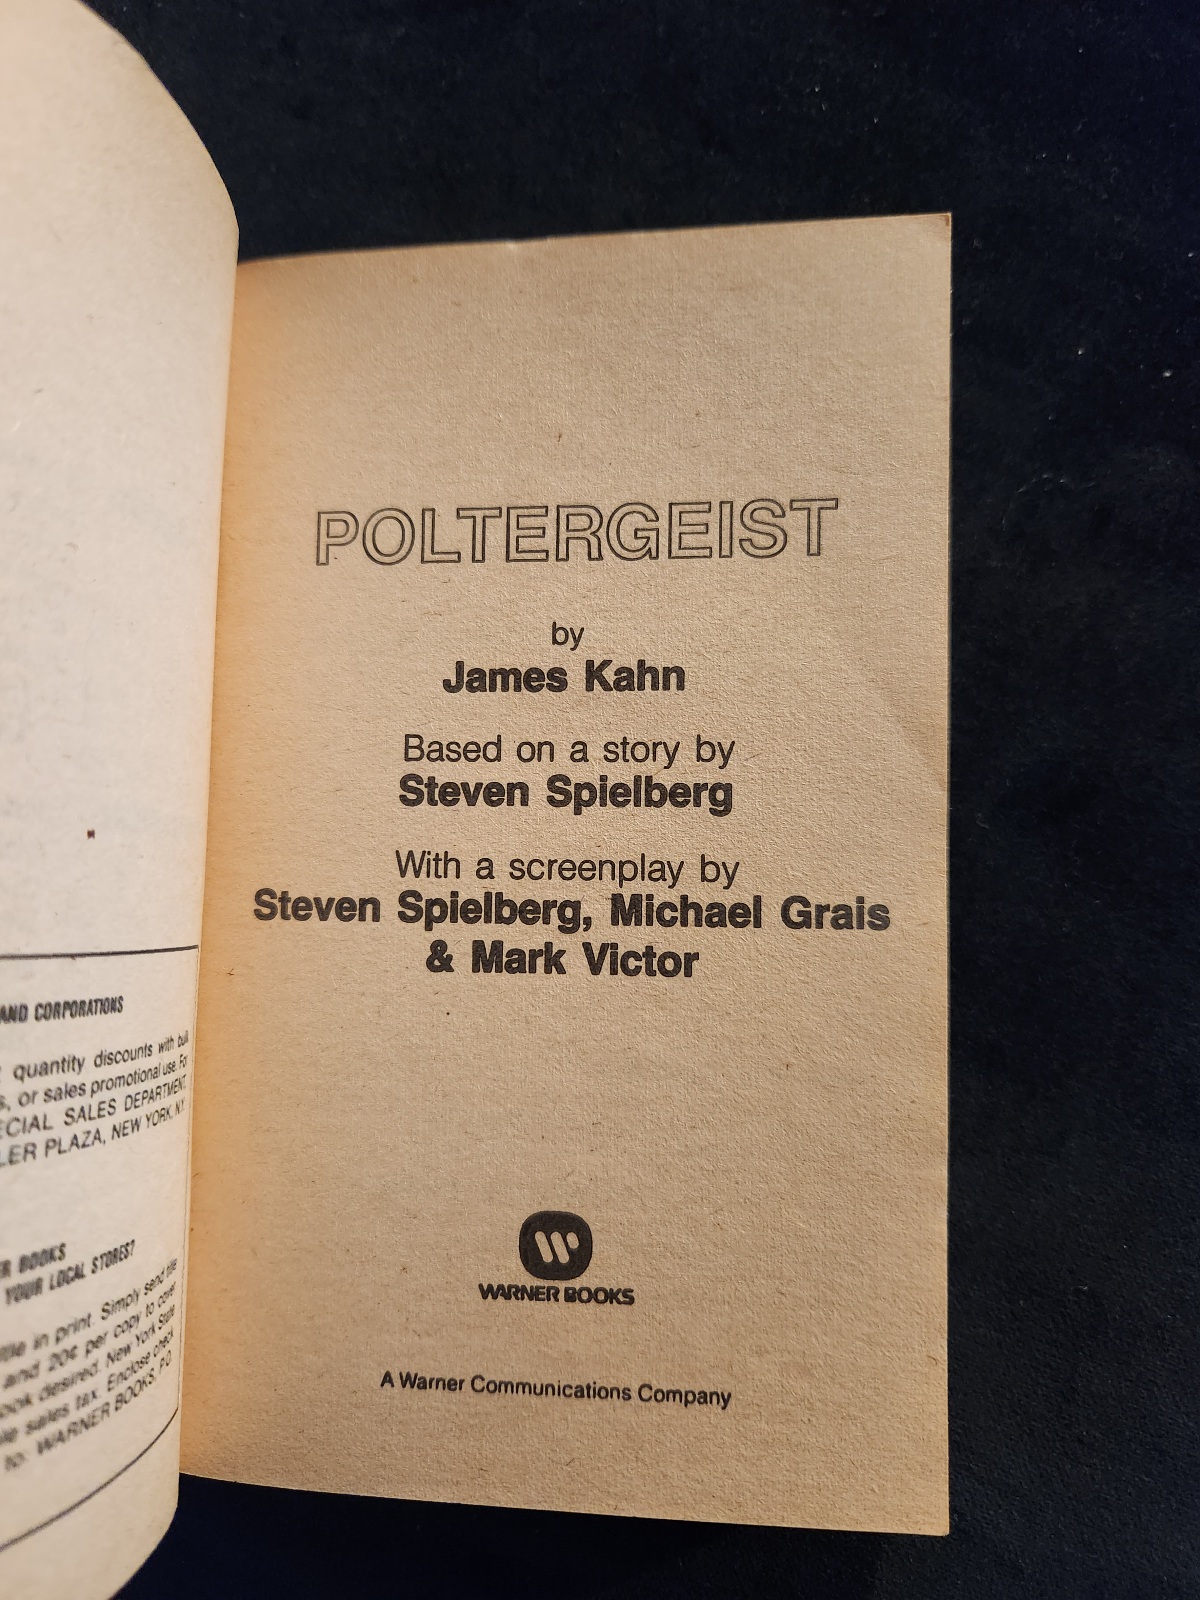 AND CORPORATIONS
quantity discounts with bulk
or sales promotional use. For
SALES DEPARTMENT,
PLAZA, NEW YORK, N.Y.
BOOKS
YOUR LOCAL STORES?
in print. Simply send title
and 20¢ per copy to cover
desired. New York State
sales tax. Enclose check
to: WARNER BOOKS, P.O.
POLTERGEIST
by
James Kahn
Based on a story by
Steven Spielberg
With a screenplay by
Steven Spielberg, Michael Grais
& Mark Victor
WARNER BOOKS
A Warner Communications Company